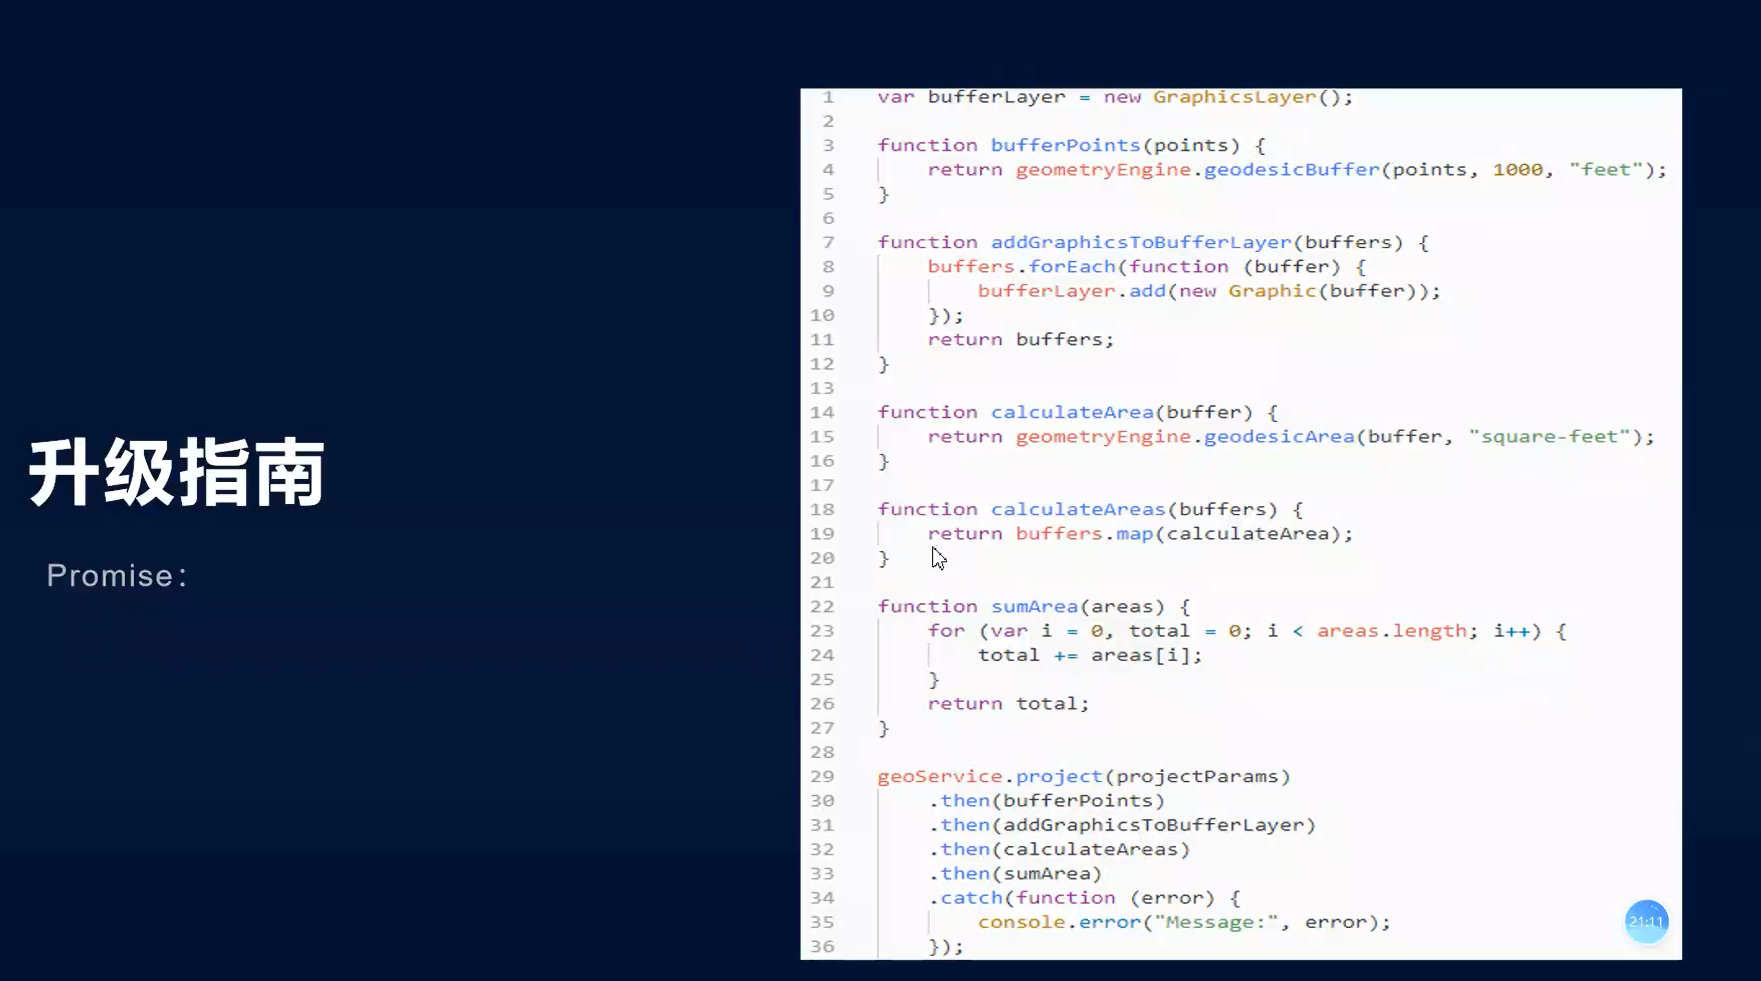 升级指南
Promise：
1 var bufferLayer = new GraphicsLayer();
2
3 function bufferPoints(points) {
4     return geometryEngine.geodesicBuffer(points, 1000, "feet");
5 }
6
7 function addGraphicsToBufferLayer(buffers) {
8     buffers.forEach(function (buffer) {
9         bufferLayer.add(new Graphic(buffer));
10     });
11     return buffers;
12 }
13
14 function calculateArea(buffer) {
15     return geometryEngine.geodesicArea(buffer, "square-feet");
16 }
17
18 function calculateAreas(buffers) {
19     return buffers.map(calculateArea);
20 }
21
22 function sumArea(areas) {
23     for (var i = 0, total = 0; i < areas.length; i++) {
24         total += areas[i];
25     }
26     return total;
27 }
28
29 geoService.project(projectParams)
30     .then(bufferPoints)
31     .then(addGraphicsToBufferLayer)
32     .then(calculateAreas)
33     .then(sumArea)
34     .catch(function (error) {
35         console.error("Message:", error);
36     });
21:11